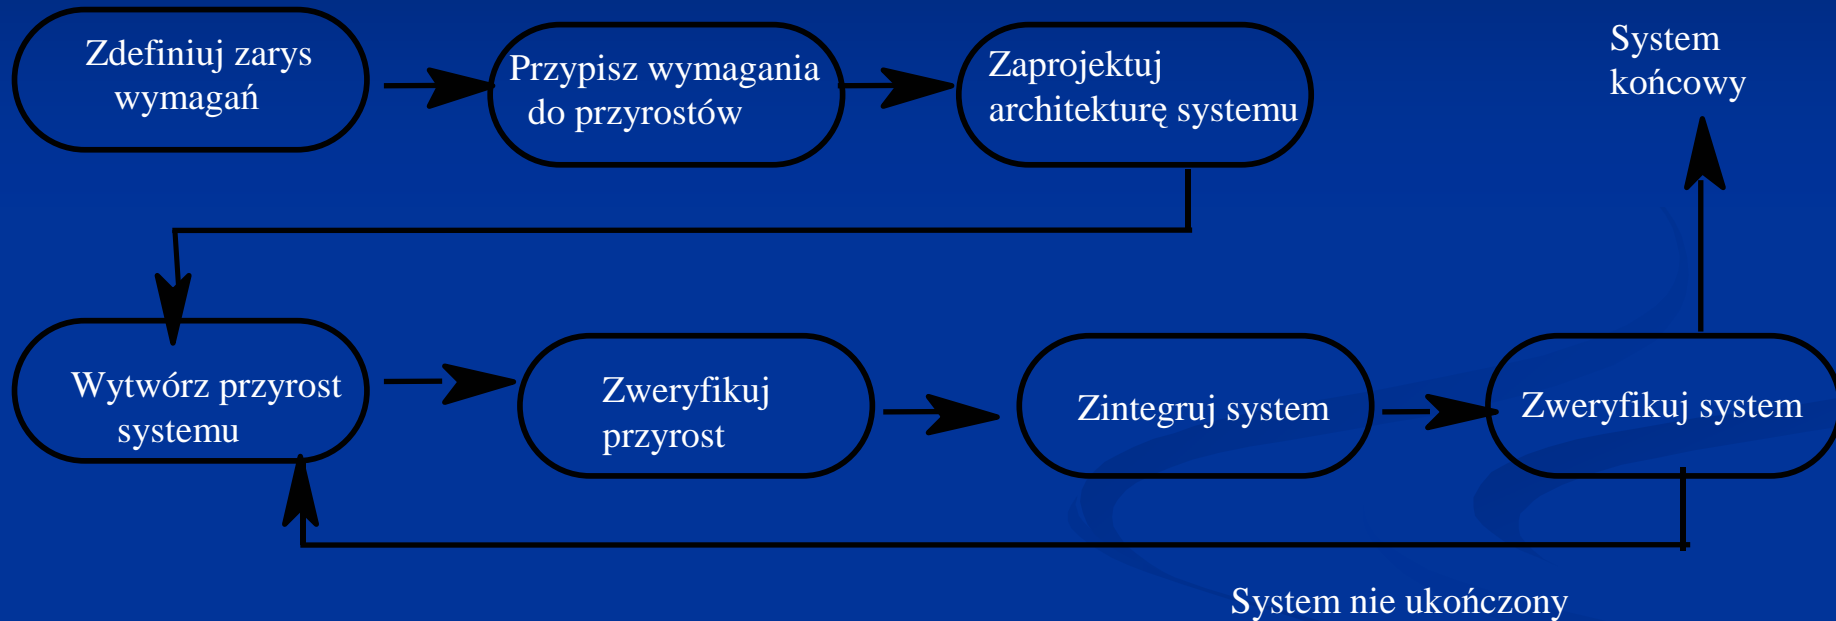 Zdefiniuj zarys
wymagań
Przypisz wymagania
do przyrostów
Zaprojektuj
architekturę systemu
System
końcowy
Wytwórz przyrost
systemu
Zweryfikuj
przyrost
Zintegruj system
Zweryfikuj system
System nie ukończony